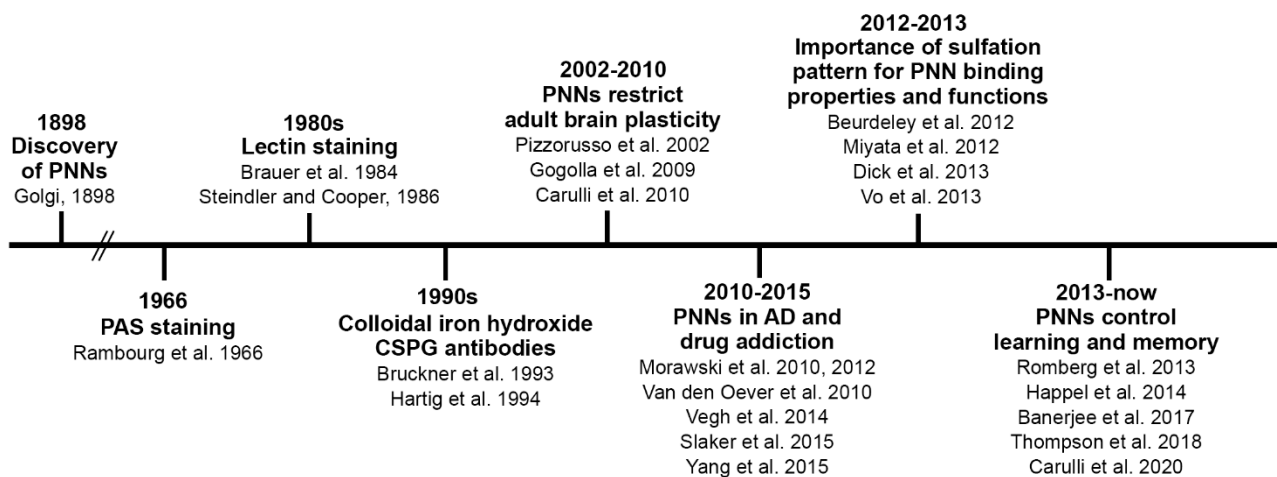 1898
Discovery
of PNNs
Golgi, 1898
1966
PAS staining
Rambourg et al. 1966
1980s
Lectin staining
Brauer et al. 1984
Steindler and Cooper, 1986
1990s
Colloidal iron hydroxide
CSPG antibodies
Bruckner et al. 1993
Hartig et al. 1994
2002-2010
PNNs restrict
adult brain plasticity
Pizzorusso et al. 2002
Gogolla et al. 2009
Carulli et al. 2010
2010-2015
PNNs in AD and
drug addiction
Morawski et al. 2010, 2012
Van den Oever et al. 2010
Vegh et al. 2014
Slaker et al. 2015
Yang et al. 2015
2012-2013
Importance of sulfation
pattern for PNN binding
properties and functions
Beurdeley et al. 2012
Miyata et al. 2012
Dick et al. 2013
Vo et al. 2013
2013-now
PNNs control
learning and memory
Romberg et al. 2013
Happel et al. 2014
Banerjee et al. 2017
Thompson et al. 2018
Carulli et al. 2020